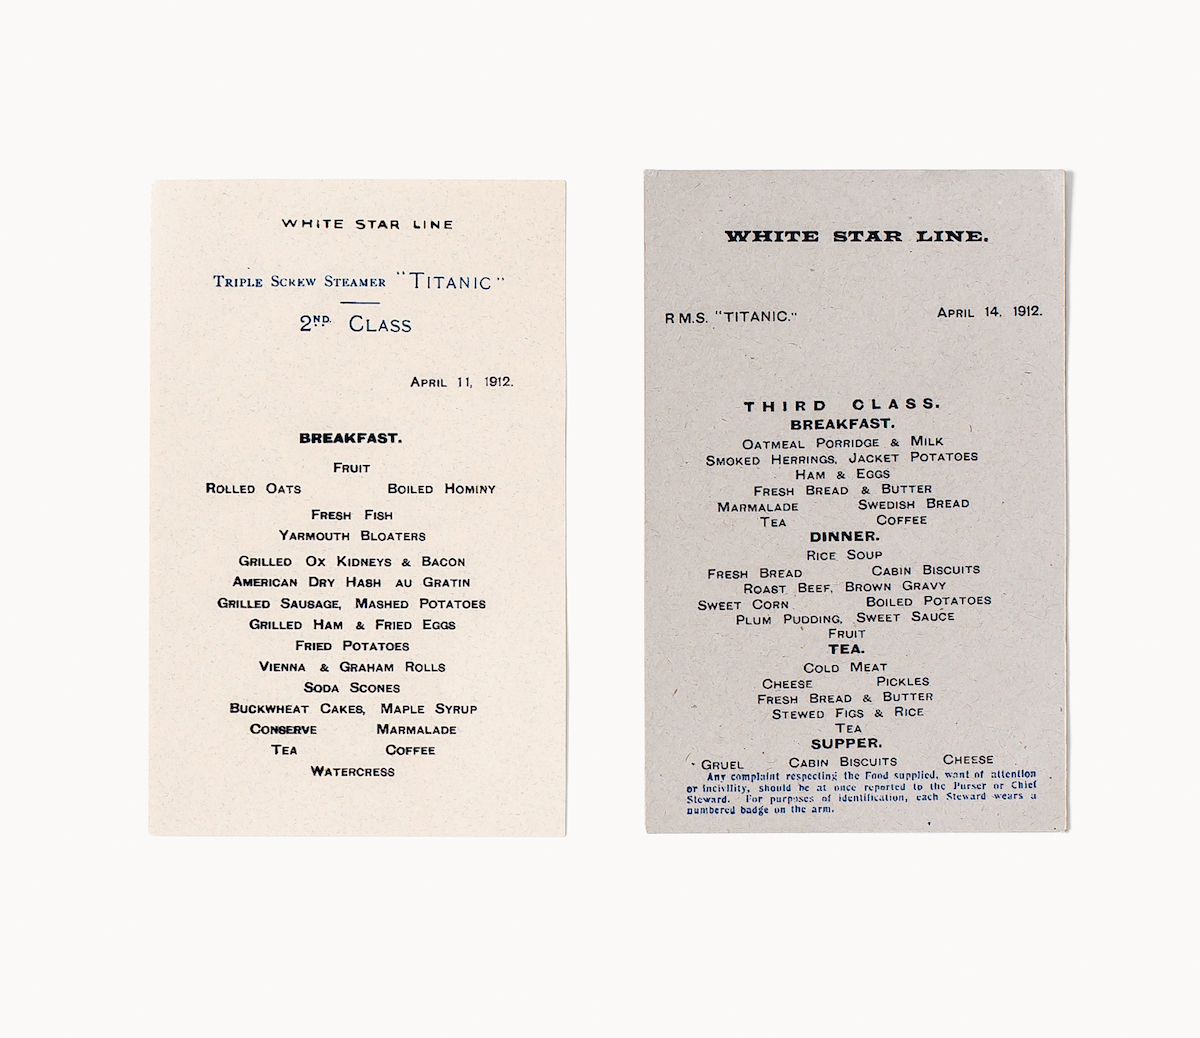 WHITE STAR LINE
TRIPLE SCREW STEAMER "TITANIC"
2ND. CLASS
APRIL 11, 1912.
BREAKFAST.
FRUIT
ROLLED OATS BOILED HOMINY
FRESH FISH
YARMOUTH BLOATERS
GRILLED OX KIDNEYS & BACON
AMERICAN DRY HASH AU GRATIN
GRILLED SAUSAGE, MASHED POTATOES
GRILLED HAM & FRIED EGGS
FRIED POTATOES
VIENNA & GRAHAM ROLLS
SODA SCONES
BUCKWHEAT CAKES, MAPLE SYRUP
CONSERVE MARMALADE
TEA COFFEE
WATERCRESS
WHITE STAR LINE.
R M.S. "TITANIC." APRIL 14, 1912.
THIRD CLASS.
BREAKFAST.
OATMEAL PORRIDGE & MILK
SMOKED HERRINGS, JACKET POTATOES
HAM & EGGS
FRESH BREAD & BUTTER
MARMALADE SWEDISH BREAD
TEA COFFEE
DINNER.
RICE SOUP
FRESH BREAD CABIN BISCUITS
ROAST BEEF, BROWN GRAVY
SWEET CORN BOILED POTATOES
PLUM PUDDING, SWEET SAUCE
FRUIT
TEA.
COLD MEAT
CHEESE PICKLES
FRESH BREAD & BUTTER
STEWED FIGS & RICE
TEA
SUPPER.
GRUEL CABIN BISCUITS CHEESE
Any complaint respecting the Food supplied, want of attention
or incivility, should be at once reported to the Purser or Chief
Steward. For purposes of identification, each Steward wears a
numbered badge on the arm.